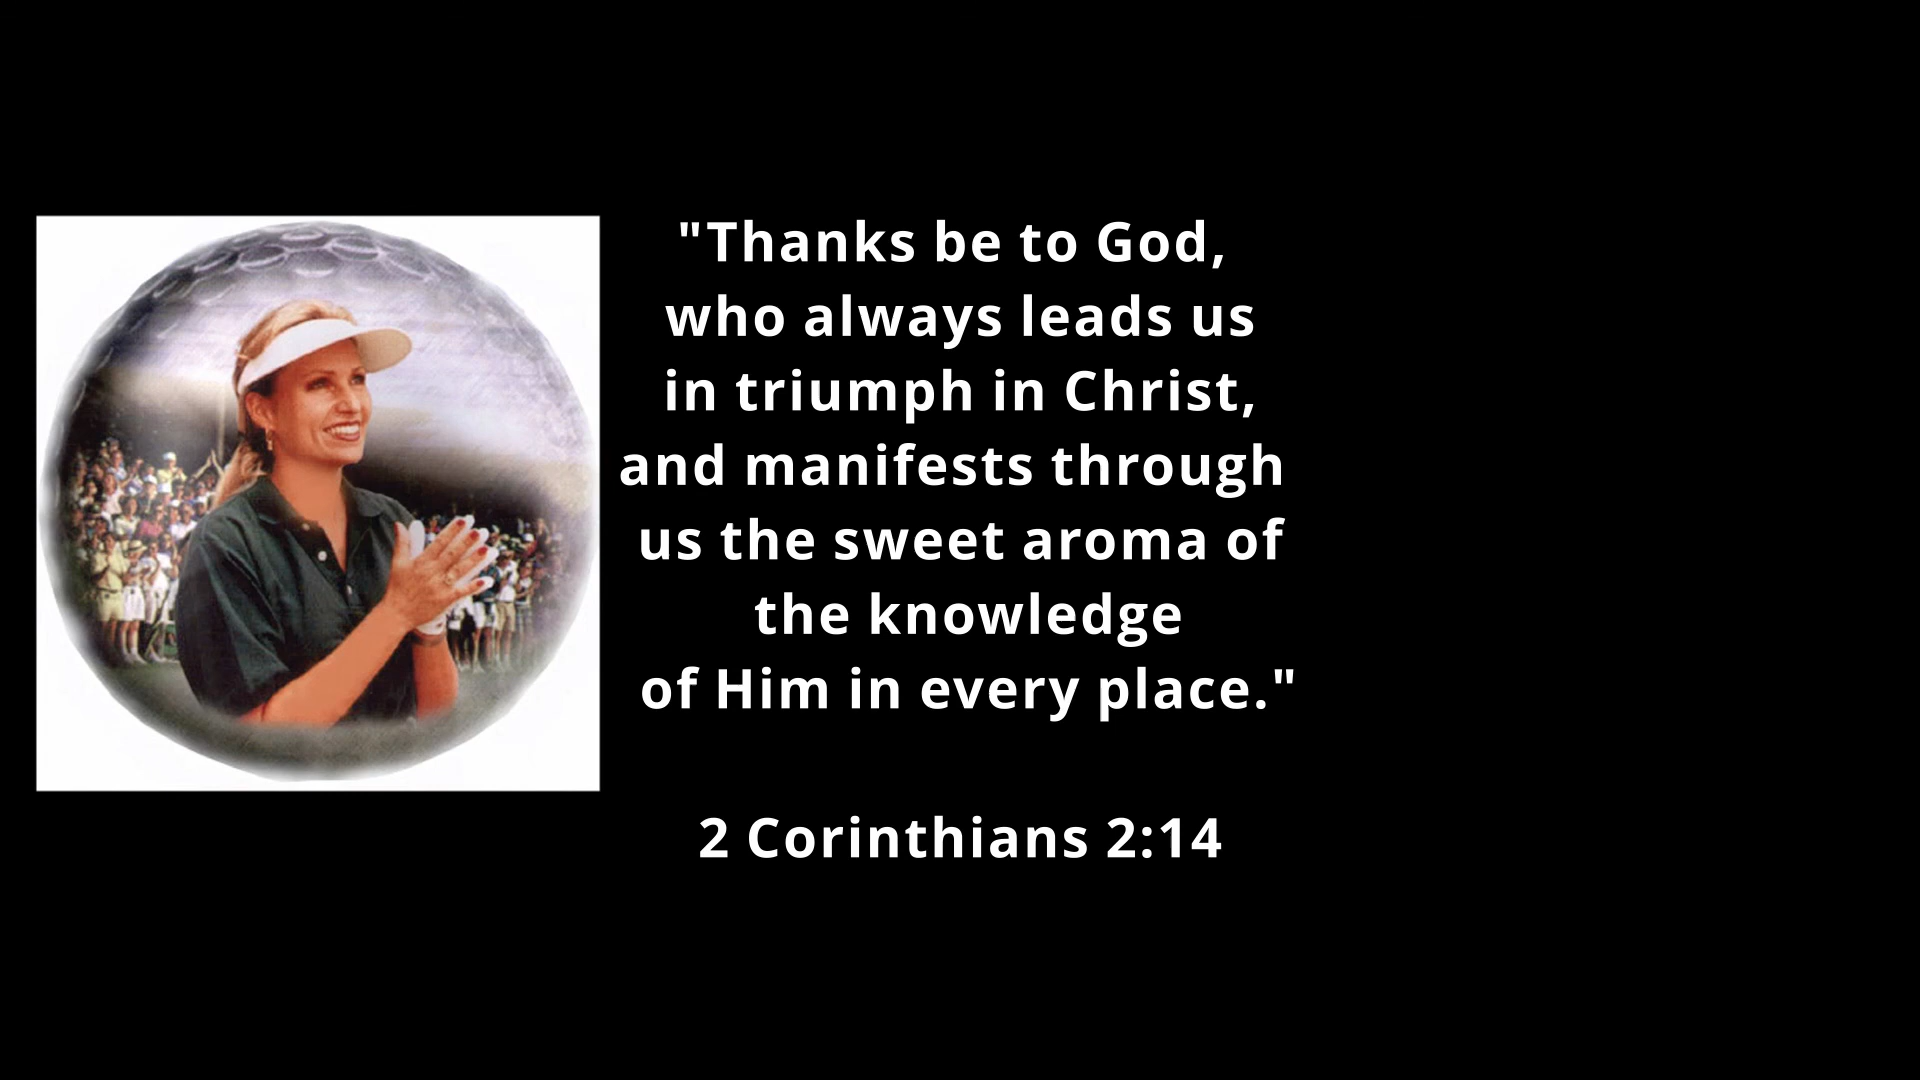 "Thanks be to God,
who always leads us
in triumph in Christ,
and manifests through
us the sweet aroma of
the knowledge
of Him in every place."
2 Corinthians 2:14